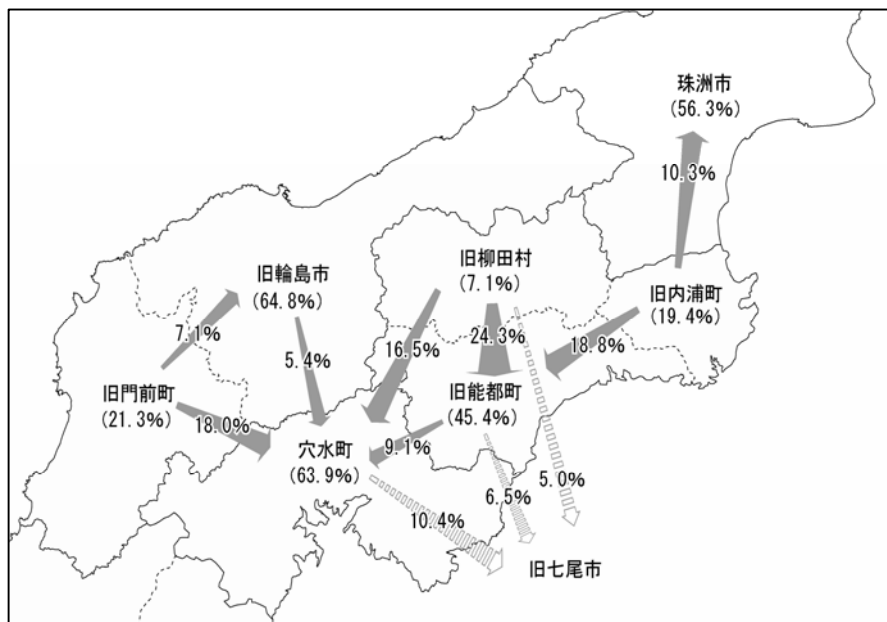 珠洲市
(56.3%)
10.3%
旧輪島市
(64.8%)
旧柳田村
(7.1%)
旧内浦町
(19.4%)
7.1%
5.4%
16.5%
24.3%
18.8%
旧門前町
(21.3%)
18.0%
旧能都町
(45.4%)
穴水町
(63.9%)
9.1%
10.4%
6.5%
5.0%
旧七尾市